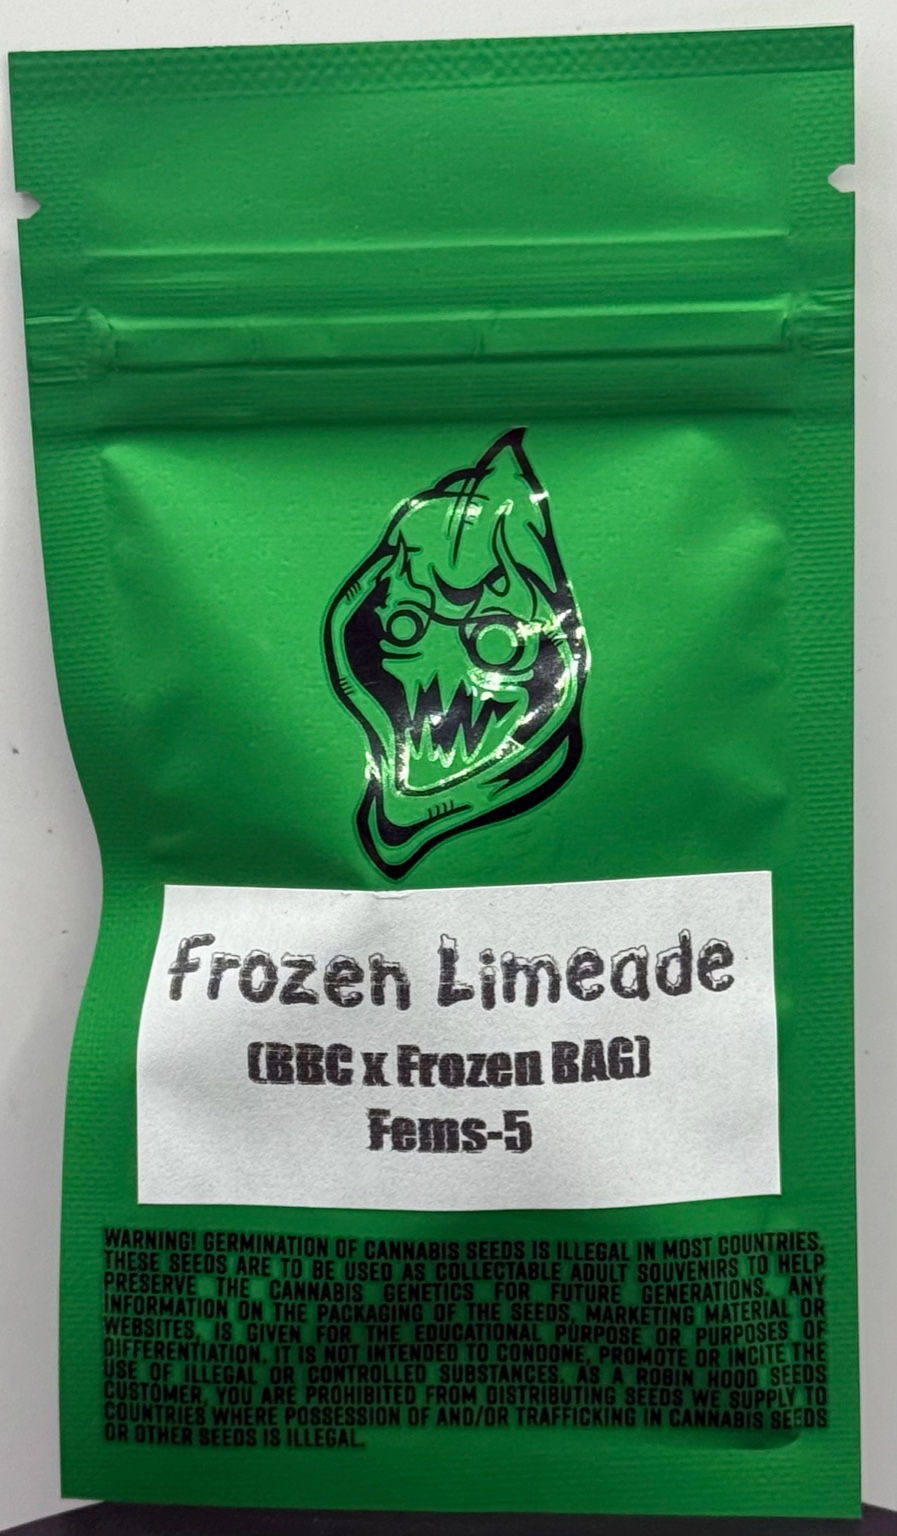 Frozen Limeade
(BBC x Frozen BAG)
Fems-5
WARNING! GERMINATION OF CANNABIS SEEDS IS ILLEGAL IN MOST COUNTRIES.
THESE SEEDS ARE TO BE USED AS COLLECTABLE ADULT SOUVENIRS TO HELP
PRESERVE THE CANNABIS GENETICS FOR FUTURE GENERATIONS. ANY
INFORMATION ON THE PACKAGING OF THE SEEDS, MARKETING MATERIAL OR
WEBSITES, IS GIVEN FOR THE EDUCATIONAL PURPOSE OR PURPOSES OF
DIFFERENTIATION. IT IS NOT INTENDED TO CONDONE, PROMOTE OR INCITE THE
USE OF ILLEGAL OR CONTROLLED SUBSTANCES. AS A ROBIN HOOD SEEDS
CUSTOMER, YOU ARE PROHIBITED FROM DISTRIBUTING SEEDS WE SUPPLY TO
COUNTRIES WHERE POSSESSION OF AND/OR TRAFFICKING IN CANNABIS SEEDS
OR OTHER SEEDS IS ILLEGAL.